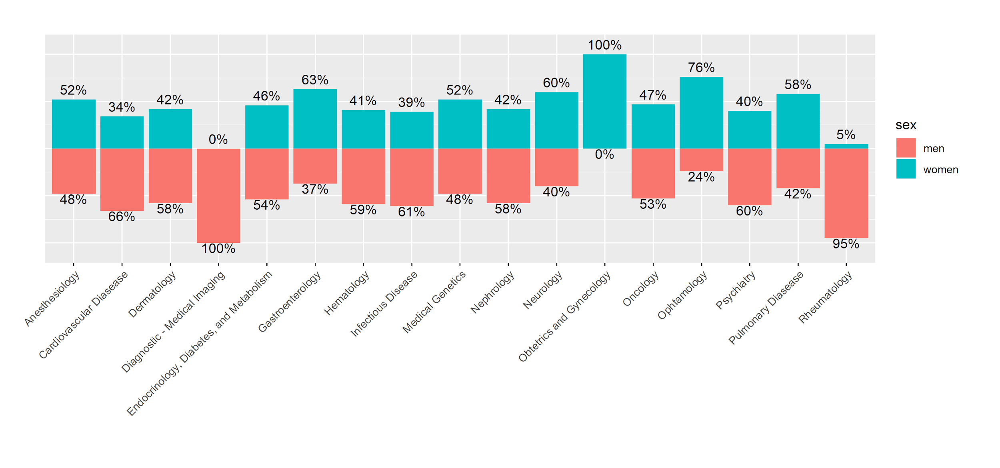 52%
34%
42%
0%
46%
63%
41%
39%
52%
42%
60%
100%
47%
76%
40%
58%
5%
48%
66%
58%
100%
54%
37%
59%
61%
48%
58%
40%
0%
53%
24%
60%
42%
95%
Anesthesiology
Cardiovascular Diasease
Dermatology
Diagnostic - Medical Imaging
Endocrinology, Diabetes, and Metabolism
Gastroenterology
Hematology
Infectious Disease
Medical Genetics
Nephrology
Neurology
Obtetrics and Gynecology
Oncology
Ophtamology
Psychiatry
Pulmonary Diasease
Rheumatology
sex
men
women